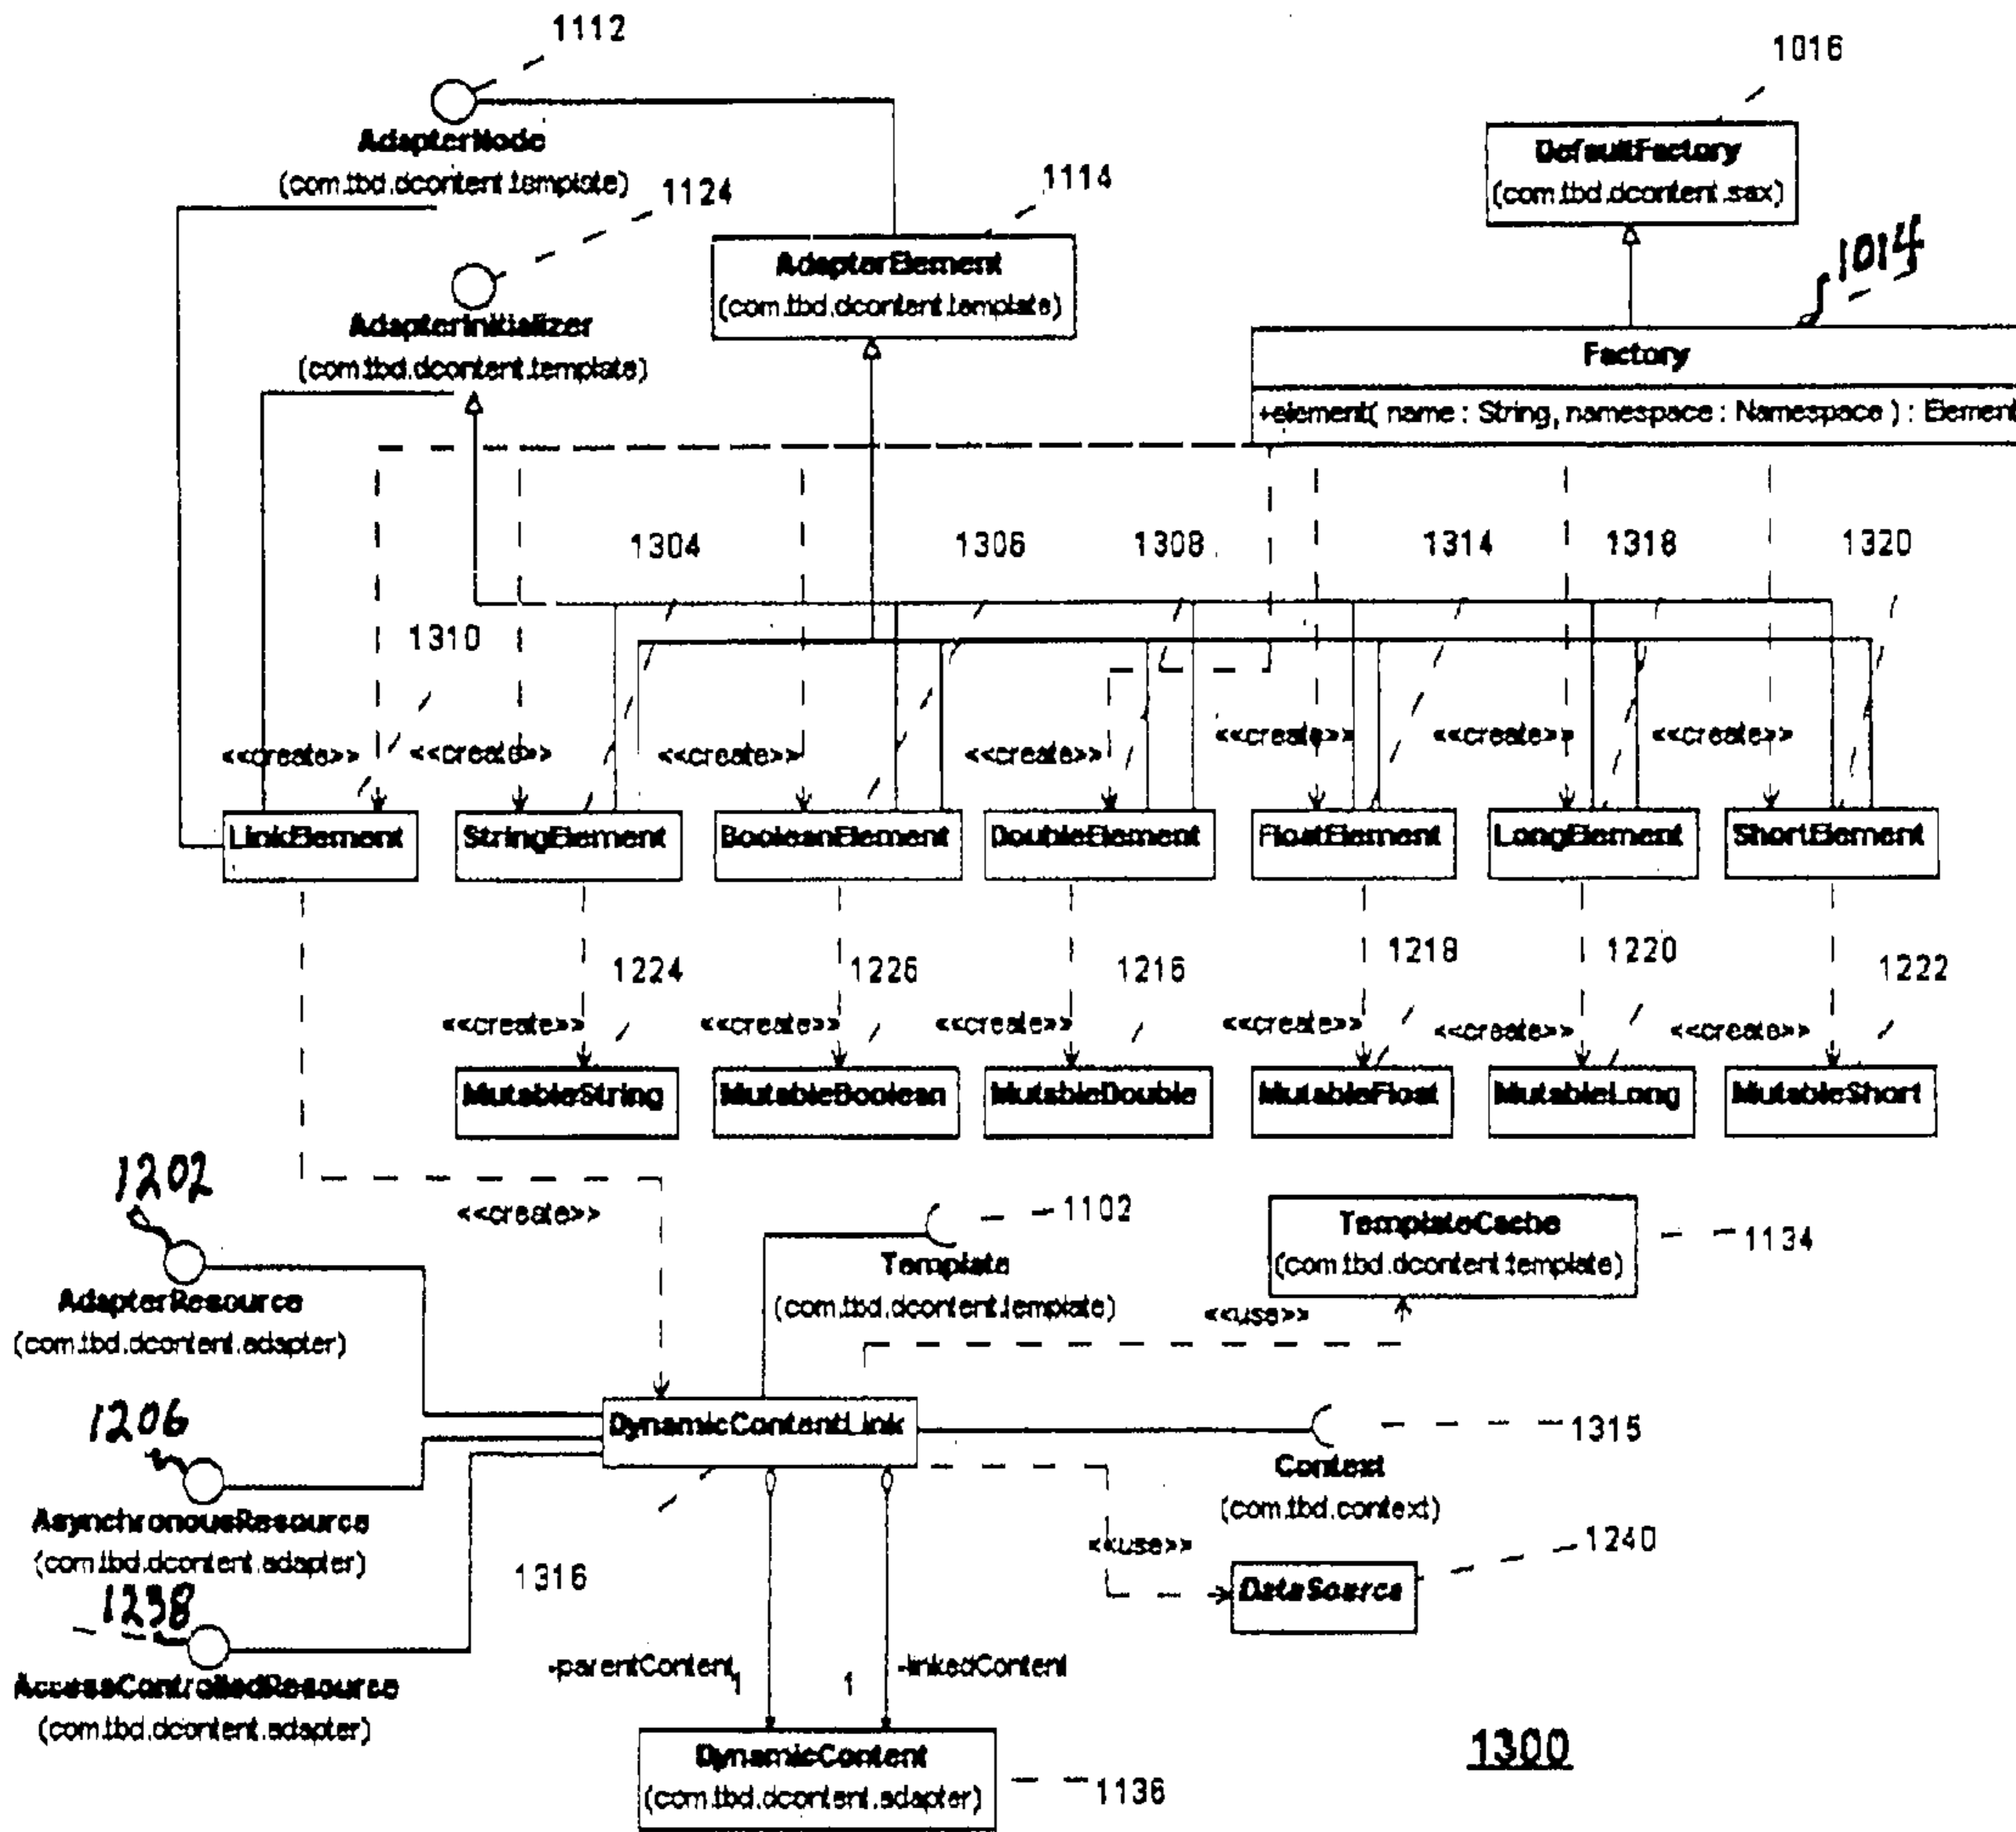 1112
1016
AdapterNode
(com.tbd.dcontent.template)
DefaultFactory
(com.tbd.dcontent.sax)
1124
1114
1014
AdapterElement
(com.tbd.dcontent.template)
AdapterInitializer
(com.tbd.dcontent.template)
Factory
+element( name : String, namespace : Namespace ) : Element
1304
1306
1308
1314
1318
1320
1310
<<create>>
<<create>>
<<create>>
<<create>>
<<create>>
<<create>>
<<create>>
LinkElement
StringElement
BooleanElement
DoubleElement
FloatElement
LongElement
ShortElement
1224
1226
1216
1218
1220
1222
<<create>>
<<create>>
<<create>>
<<create>>
<<create>>
<<create>>
MutableString
MutableBoolean
MutableDouble
MutableFloat
MutableLong
MutableShort
1202
<<create>>
1102
Template
(com.tbd.dcontent.template)
TemplateCache
(com.tbd.dcontent.template)
1134
AdapterResource
(com.tbd.dcontent.adapter)
<<use>>
1206
DynamicContentLink
1315
Context
(com.tbd.context)
AsynchronousResource
(com.tbd.dcontent.adapter)
1316
<<use>>
1240
DataSource
1238
AccessControlledResource
(com.tbd.dcontent.adapter)
-parentContent
1
1
-linkedContent
DynamicContent
(com.tbd.dcontent.adapter)
1136
1300